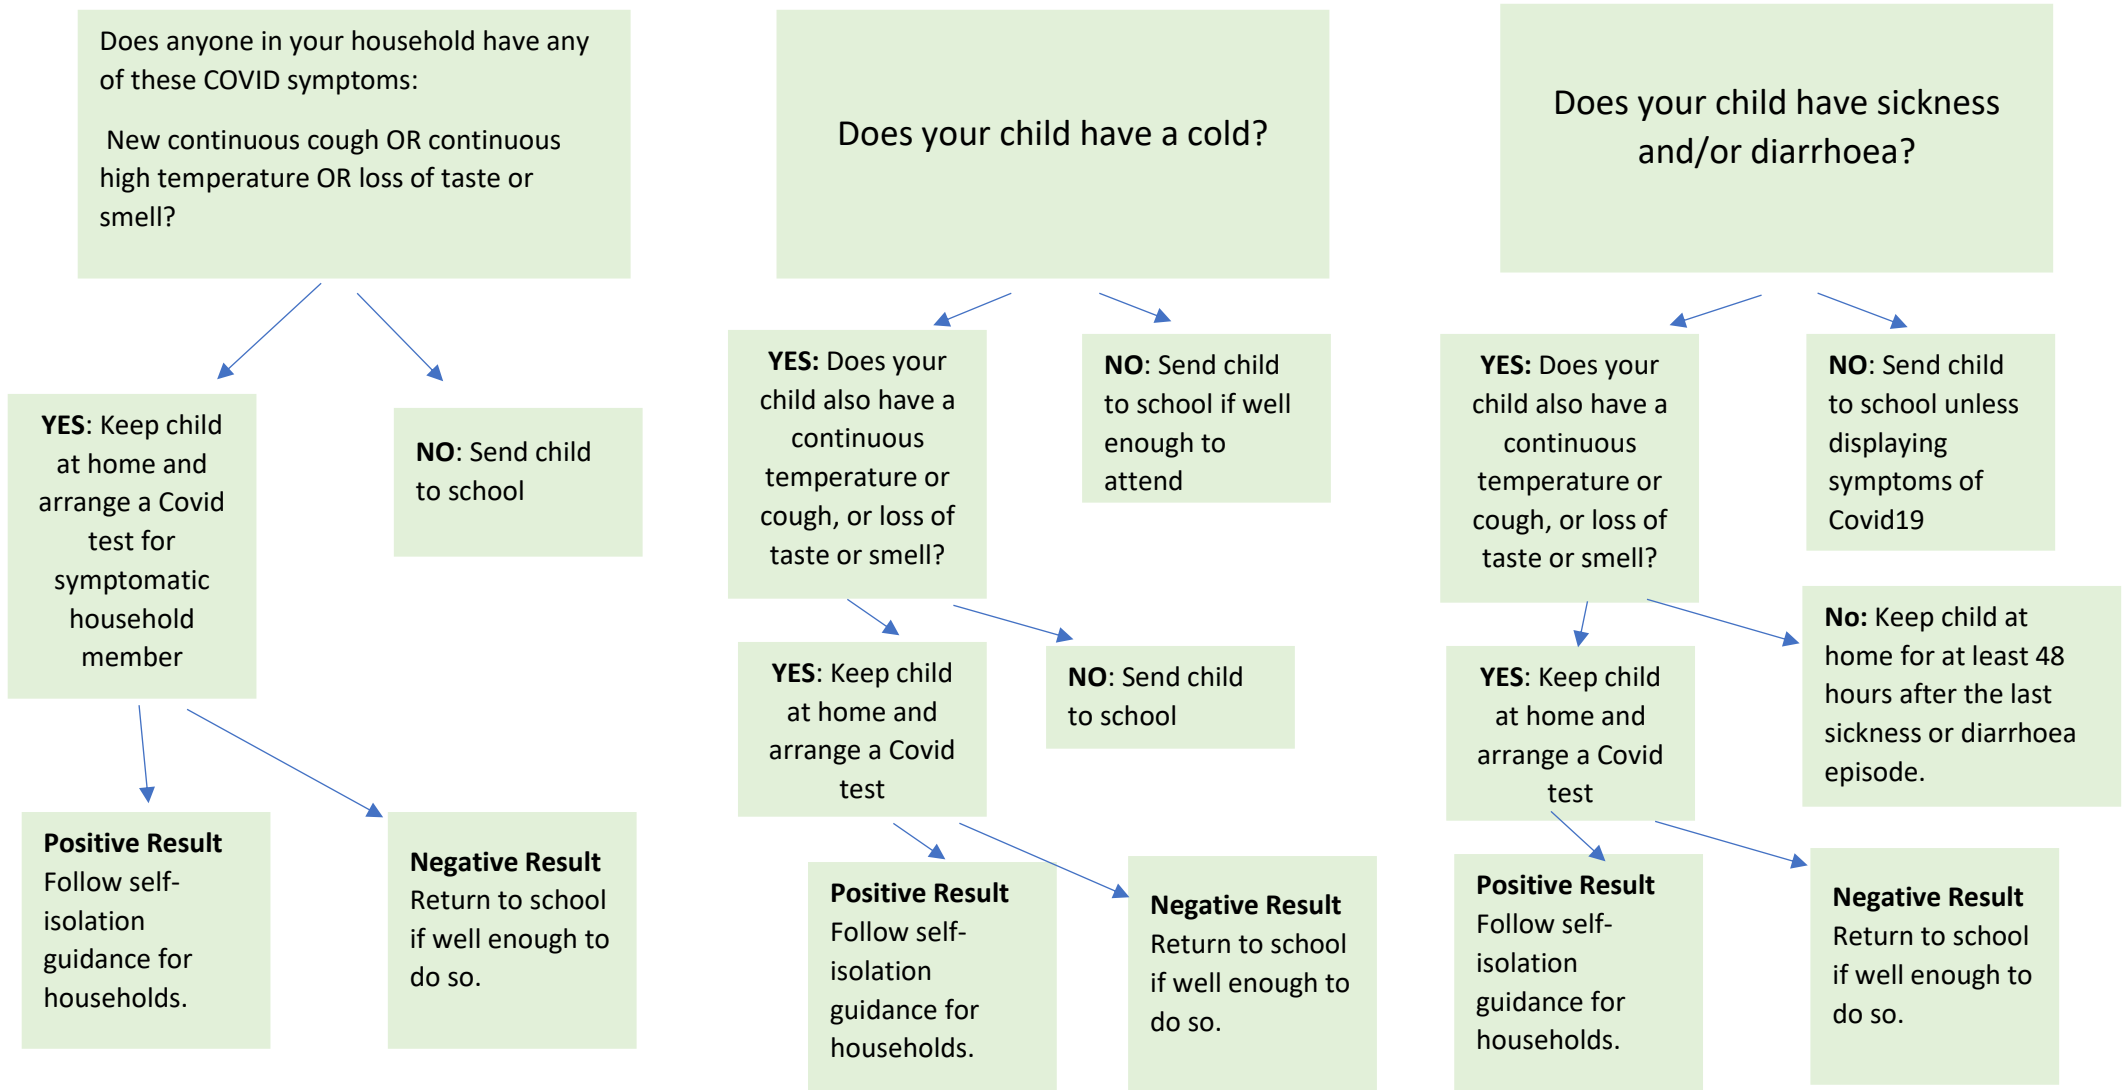 Does anyone in your household have any
of these COVID symptoms:
New continuous cough OR continuous
high temperature OR loss of taste or
smell?
YES: Keep child
at home and
arrange a Covid
test for
symptomatic
household
member
NO: Send child
to school
Positive Result
Follow self-
isolation
guidance for
households.
Negative Result
Return to school
if well enough to
do so.
Does your child have a cold?
YES: Does your
child also have a
continuous
temperature or
cough, or loss of
taste or smell?
NO: Send child
to school if well
enough to
attend
YES: Keep child
at home and
arrange a Covid
test
NO: Send child
to school
Positive Result
Follow self-
isolation
guidance for
households.
Negative Result
Return to school
if well enough to
do so.
Does your child have sickness
and/or diarrhoea?
YES: Does your
child also have a
continuous
temperature or
cough, or loss of
taste or smell?
NO: Send child
to school unless
displaying
symptoms of
Covid19
YES: Keep child
at home and
arrange a Covid
test
No: Keep child at
home for at least 48
hours after the last
sickness or diarrhoea
episode.
Positive Result
Follow self-
isolation
guidance for
households.
Negative Result
Return to school
if well enough to
do so.